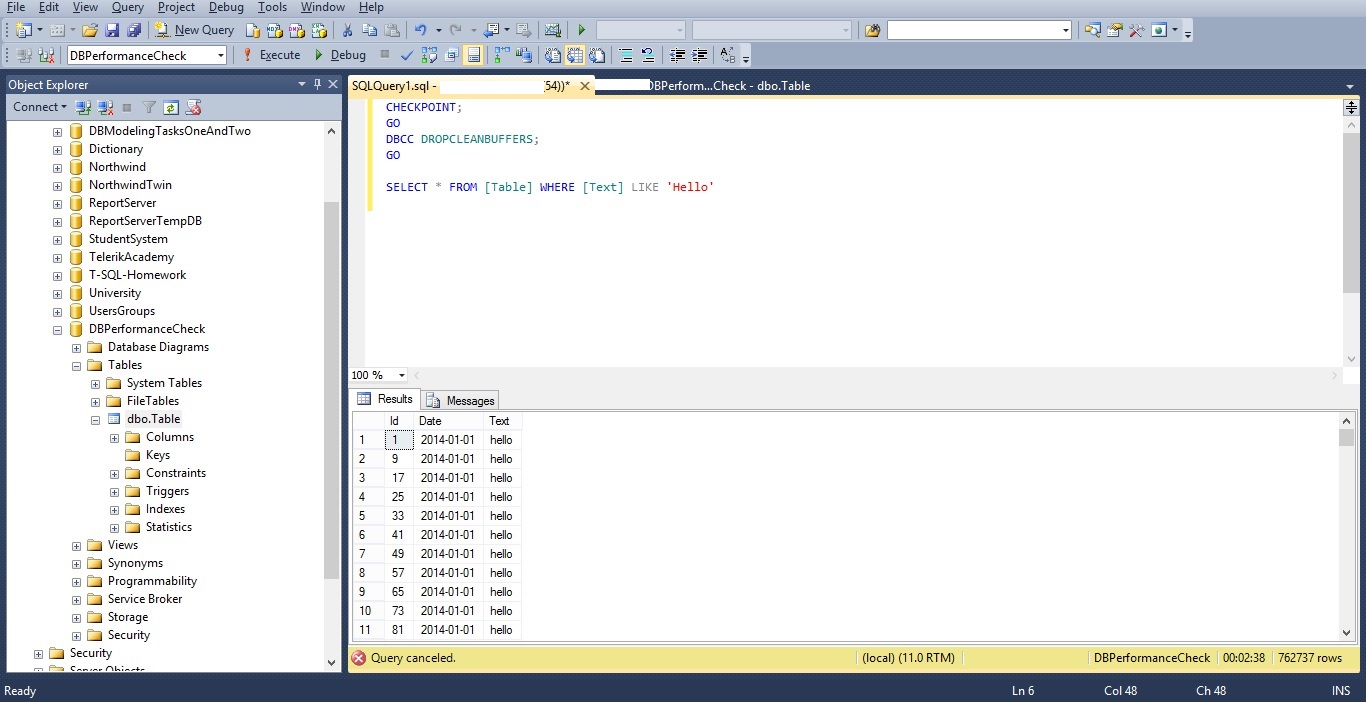 File Edit View Query Project Debug Tools Window Help
New Query
DBPerformanceCheck Execute Debug
Object Explorer
Connect
DBModelingTasksOneAndTwo
Dictionary
Northwind
NorthwindTwin
ReportServer
ReportServerTempDB
StudentSystem
TelerikAcademy
T-SQL-Homework
University
UsersGroups
DBPerformanceCheck
Database Diagrams
Tables
System Tables
FileTables
dbo.Table
Columns
Keys
Constraints
Triggers
Indexes
Statistics
Views
Synonyms
Programmability
Service Broker
Storage
Security
Security
Server Objects
SQLQuery1.sql - (54))* DBPerform...Check - dbo.Table
CHECKPOINT;
GO
DBCC DROPCLEANBUFFERS;
GO
SELECT * FROM [Table] WHERE [Text] LIKE 'Hello'
100 %
Results Messages
Id Date Text
1 1 2014-01-01 hello
2 9 2014-01-01 hello
3 17 2014-01-01 hello
4 25 2014-01-01 hello
5 33 2014-01-01 hello
6 41 2014-01-01 hello
7 49 2014-01-01 hello
8 57 2014-01-01 hello
9 65 2014-01-01 hello
10 73 2014-01-01 hello
11 81 2014-01-01 hello
Query canceled. (local) (11.0 RTM) DBPerformanceCheck 00:02:38 762737 rows
Ready Ln 6 Col 48 Ch 48 INS